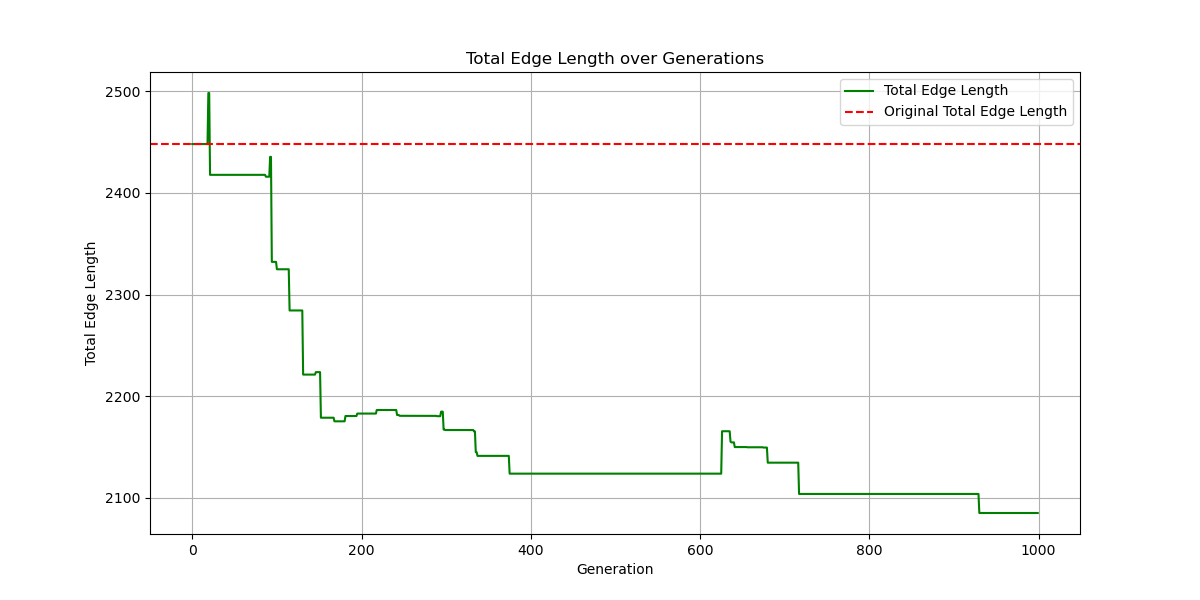 Total Edge Length over Generations
Total Edge Length
Original Total Edge Length
2500
2400
2300
2200
2100
Total Edge Length
0 200 400 600 800 1000
Generation